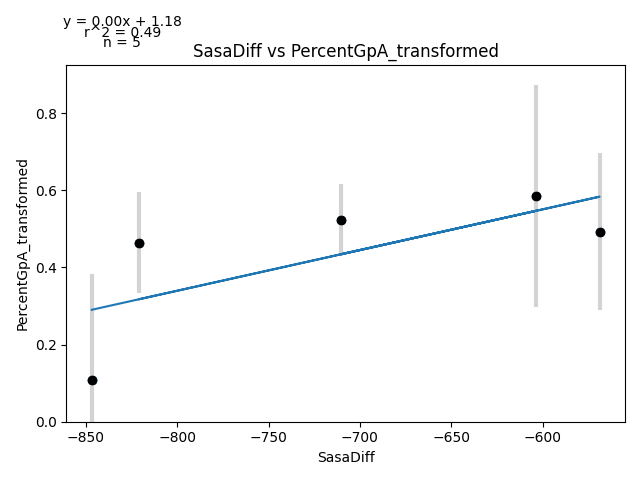 y = 0.00x + 1.18
r^2 = 0.49
n = 5
SasaDiff vs PercentGpA_transformed
PercentGpA_transformed
0.8
0.6
0.4
0.2
0.0
−850
−800
−750
−700
−650
−600
SasaDiff